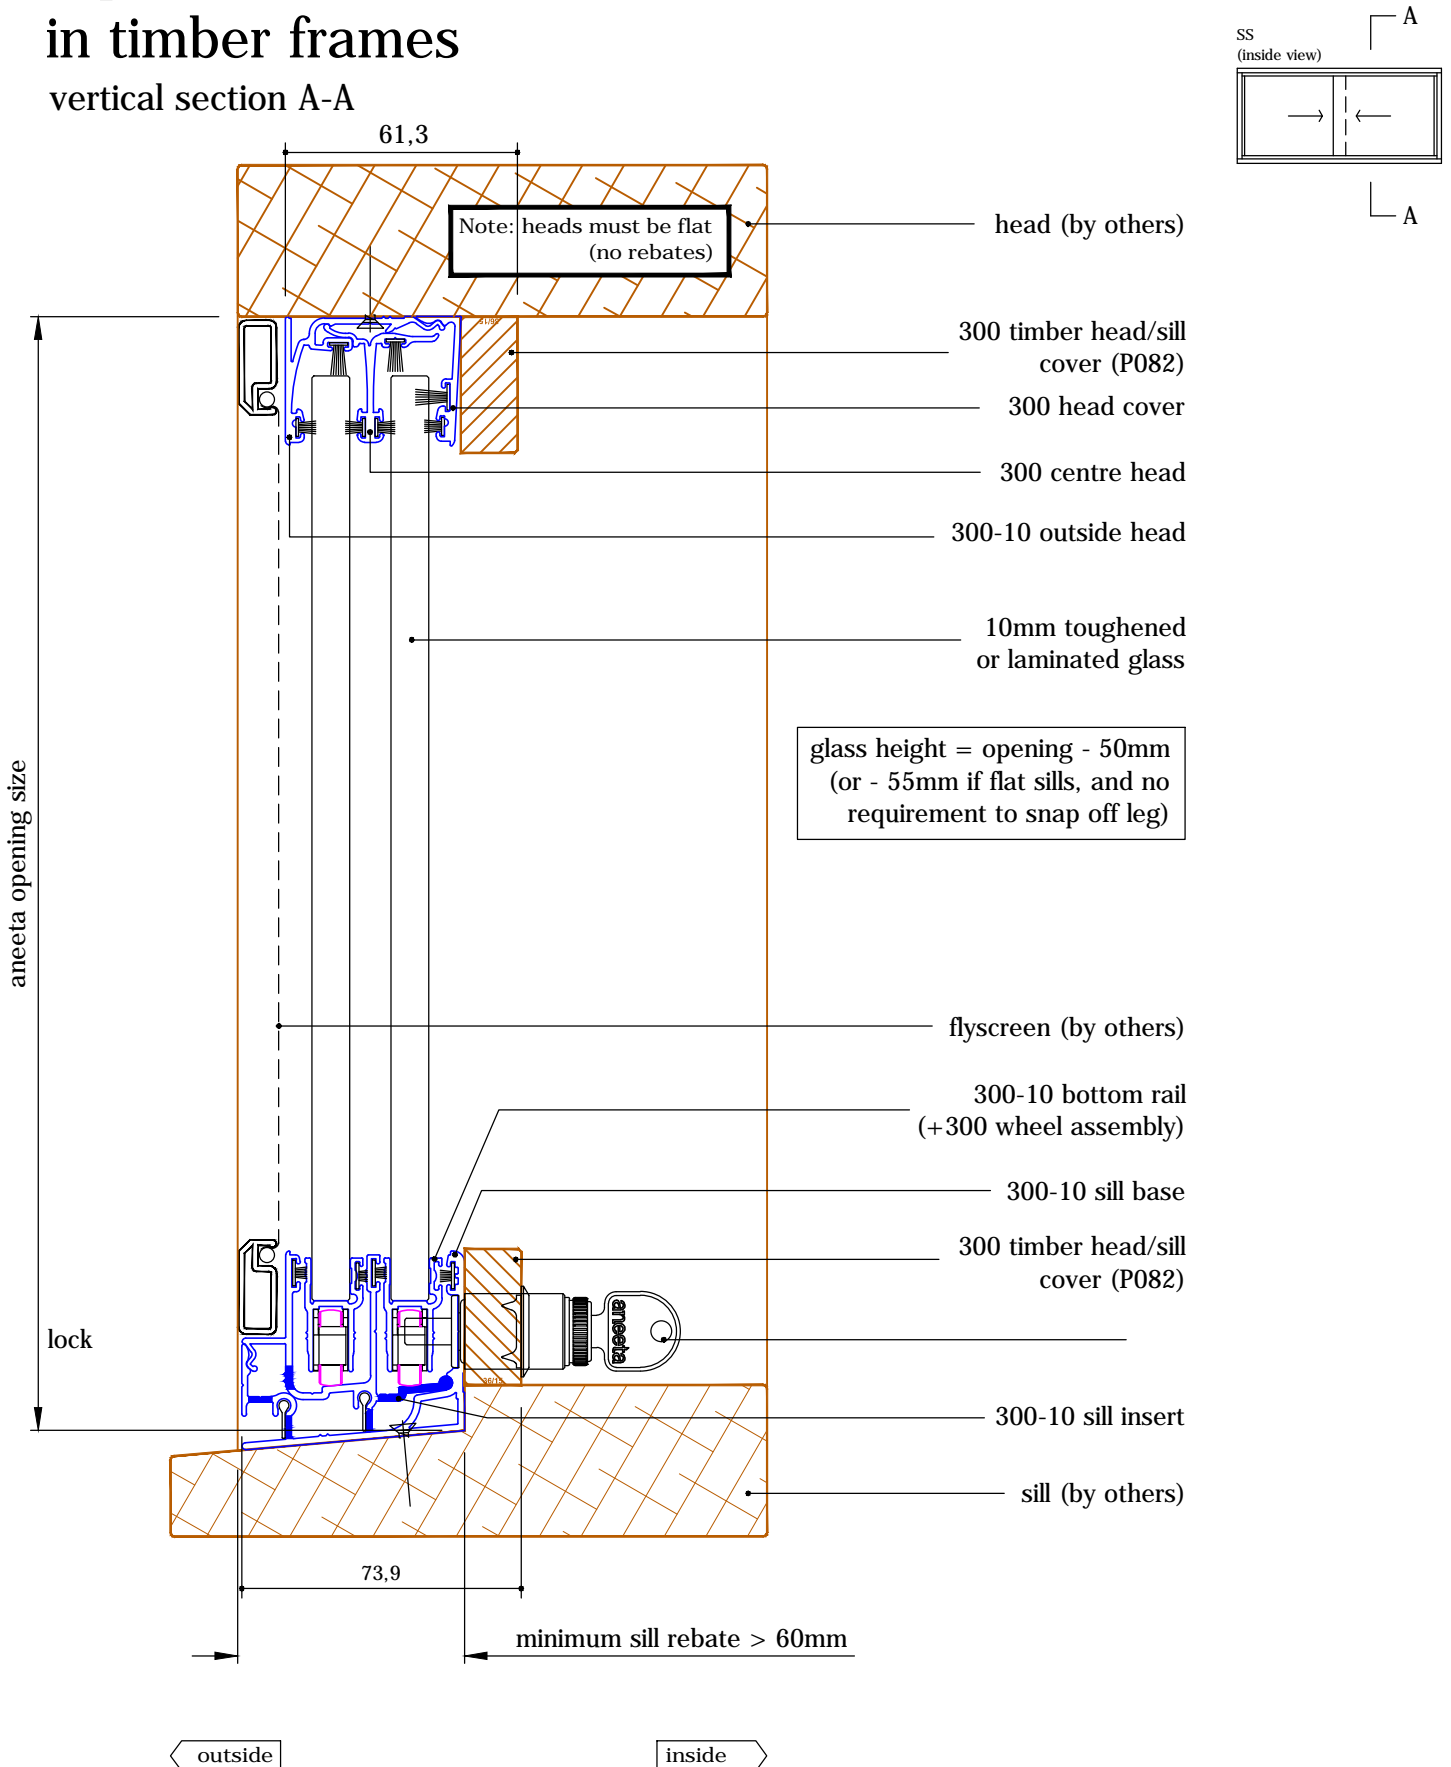 in timber frames
vertical section A-A
A
SS
(inside view)
A
61,3
Note: heads must be flat
(no rebates)
head (by others)
300 timber head/sill
cover (P082)
300 head cover
300 centre head
300-10 outside head
10mm toughened
or laminated glass
glass height = opening - 50mm
(or - 55mm if flat sills, and no
requirement to snap off leg)
aneeta opening size
flyscreen (by others)
300-10 bottom rail
(+300 wheel assembly)
300-10 sill base
300 timber head/sill
cover (P082)
aneeta
lock
300-10 sill insert
sill (by others)
73,9
minimum sill rebate > 60mm
outside
inside